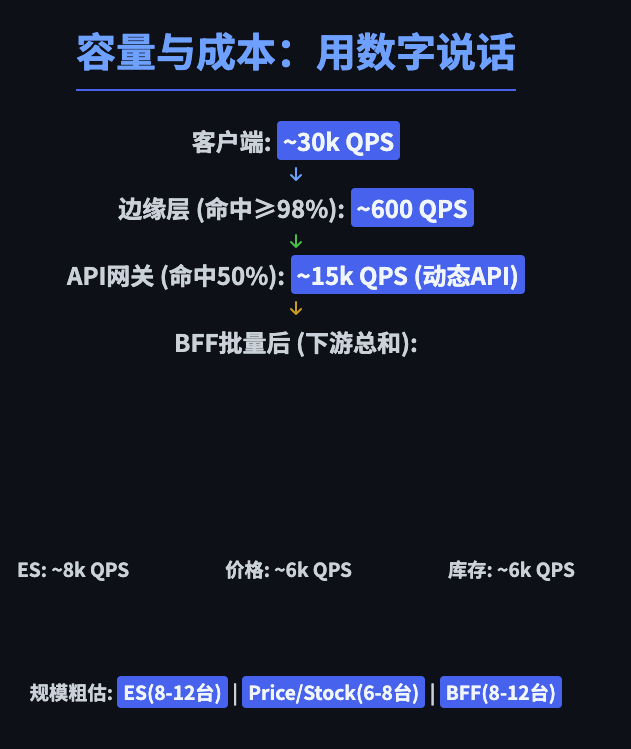 容量与成本：用数字说话
客户端: ~30k QPS
↓
边缘层 (命中≥98%): ~600 QPS
↓
API网关 (命中50%): ~15k QPS (动态API)
↓
BFF批量后 (下游总和):
ES: ~8k QPS 价格: ~6k QPS 库存: ~6k QPS
规模粗估: ES(8-12台) | Price/Stock(6-8台) | BFF(8-12台)